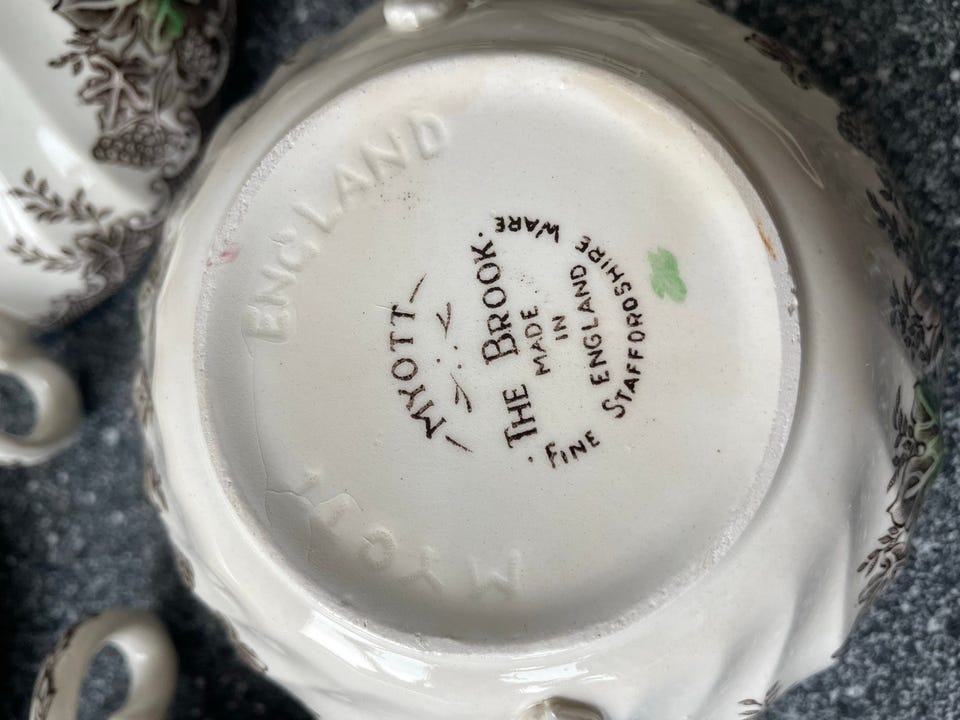 MYOTT
THE BROOK.
MADE
IN
ENGLAND
. FINE STAFFORDSHIRE WARE
ENGLAND
MYOTT